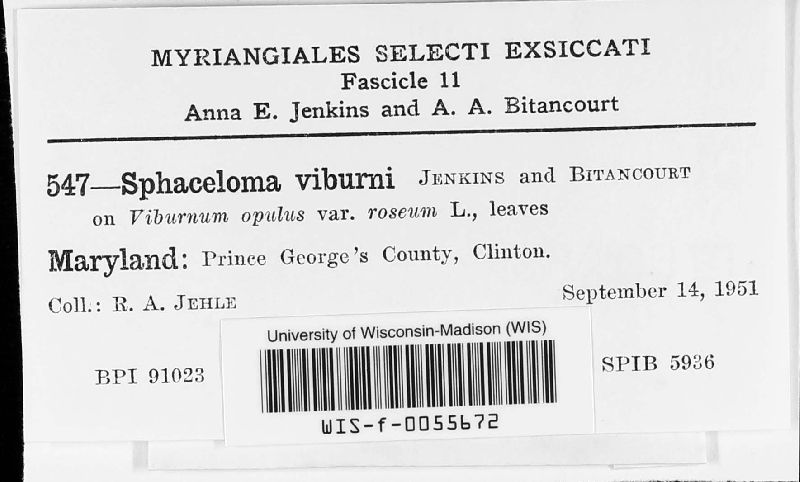 MYRIANGIALES SELECTI EXSICCATI
Fascicle 11
Anna E. Jenkins and A. A. Bitancourt
547—Sphaceloma viburni JENKINS and BITANCOURT
on Viburnum opulus var. roseum L., leaves
Maryland: Prince George's County, Clinton.
Coll.: R. A. JEHLE September 14, 1951
University of Wisconsin-Madison (WIS)
BPI 91023 SPIB 5936
WIS-f-0055672